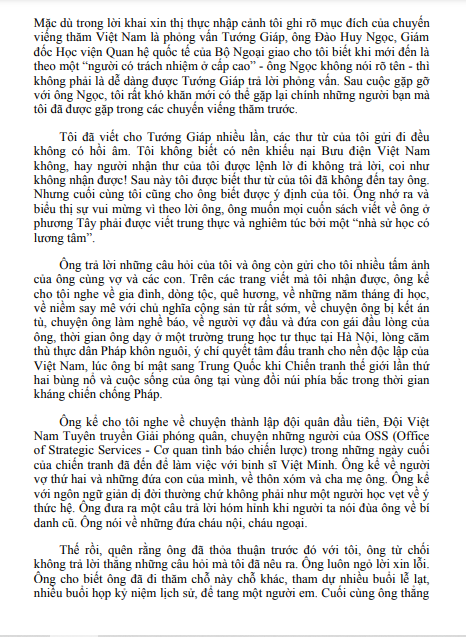 Mặc dù trong lời khai xin thị thực nhập cảnh tôi ghi rõ mục đích của chuyến
viếng thăm Việt Nam là phỏng vấn Tướng Giáp, ông Đào Huy Ngọc, Giám
đốc Học viện Quan hệ quốc tế của Bộ Ngoại giao cho tôi biết khi mới đến là
theo một “người có trách nhiệm ở cấp cao” - ông Ngọc không nói rõ tên - thì
không phải là dễ dàng được Tướng Giáp trả lời phỏng vấn. Sau cuộc gặp gỡ
với ông Ngọc, tôi rất khó khăn mới có thể gặp lại chính những người bạn mà
tôi đã được gặp trong các chuyến viếng thăm trước.
Tôi đã viết cho Tướng Giáp nhiều lần, các thư từ của tôi gửi đi đều
không có hồi âm. Tôi không biết có nên khiếu nại Bưu điện Việt Nam
không, hay người nhận thư của tôi được lệnh lờ đi không trả lời, coi như
không nhận được! Sau này tôi được biết thư từ của tôi đã không đến tay ông.
Nhưng cuối cùng tôi cũng cho ông biết được ý định của tôi. Ông nhớ ra và
biểu thị sự vui mừng vì theo lời ông, ông muốn mọi cuốn sách viết về ông ở
phương Tây phải được viết trung thực và nghiêm túc bởi một “nhà sử học có
lương tâm”.
Ông trả lời những câu hỏi của tôi và ông còn gửi cho tôi nhiều tấm ảnh
của ông cùng vợ và các con. Trên các trang viết mà tôi nhận được, ông kể
cho tôi nghe về gia đình, dòng tộc, quê hương, về những năm tháng đi học,
về niềm say mê với chủ nghĩa cộng sản từ rất sớm, về chuyện ông bị kết án
tù, chuyện ông làm nghề báo, về người vợ đầu và đứa con gái đầu lòng của
ông, thời gian ông dạy ở một trường trung học tư thục tại Hà Nội, lòng căm
thù thực dân Pháp khôn nguôi, ý chí quyết tâm đấu tranh cho nền độc lập của
Việt Nam, lúc ông bí mật sang Trung Quốc khi Chiến tranh thế giới lần thứ
hai bùng nổ và cuộc sống của ông tại vùng đồi núi phía bắc trong thời gian
kháng chiến chống Pháp.
Ông kể cho tôi nghe về chuyện thành lập đội quân đầu tiên, Đội Việt
Nam Tuyên truyền Giải phóng quân, chuyện những người của OSS (Office
of Strategic Services - Cơ quan tình báo chiến lược) trong những ngày cuối
của chiến tranh đã đến để làm việc với binh sĩ Việt Minh. Ông kể về người
vợ thứ hai và những đứa con của mình, về thôn xóm và cha mẹ ông. Ông kể
với ngôn ngữ giản dị đời thường chứ không phải như một người học vẹt về ý
thức hệ. Ông đưa ra một câu trả lời hóm hỉnh khi người ta nói đùa ông về bí
danh cũ. Ông nói về những đứa cháu nội, cháu ngoại.
Thế rồi, quên rằng ông đã thỏa thuận trước đó với tôi, ông từ chối
không trả lời thẳng những câu hỏi mà tôi đã nêu ra. Ông luôn ngỏ lời xin lỗi.
Ông cho biết ông đã đi thăm chỗ này chỗ khác, tham dự nhiều buổi lễ lạt,
nhiều buổi họp kỷ niệm lịch sử, để tang một người em. Cuối cùng ông thẳng